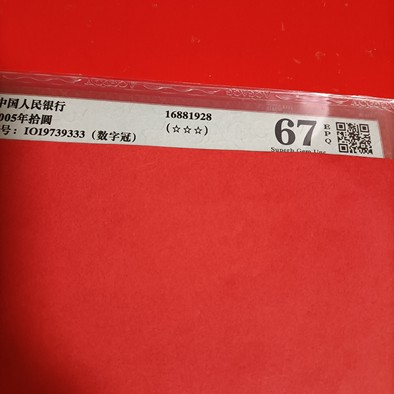 中国人民银行
005年拾圆
号：IO19739333（数字冠）
16881928
（☆☆☆）
67
EPQ
Superb Gem Unc